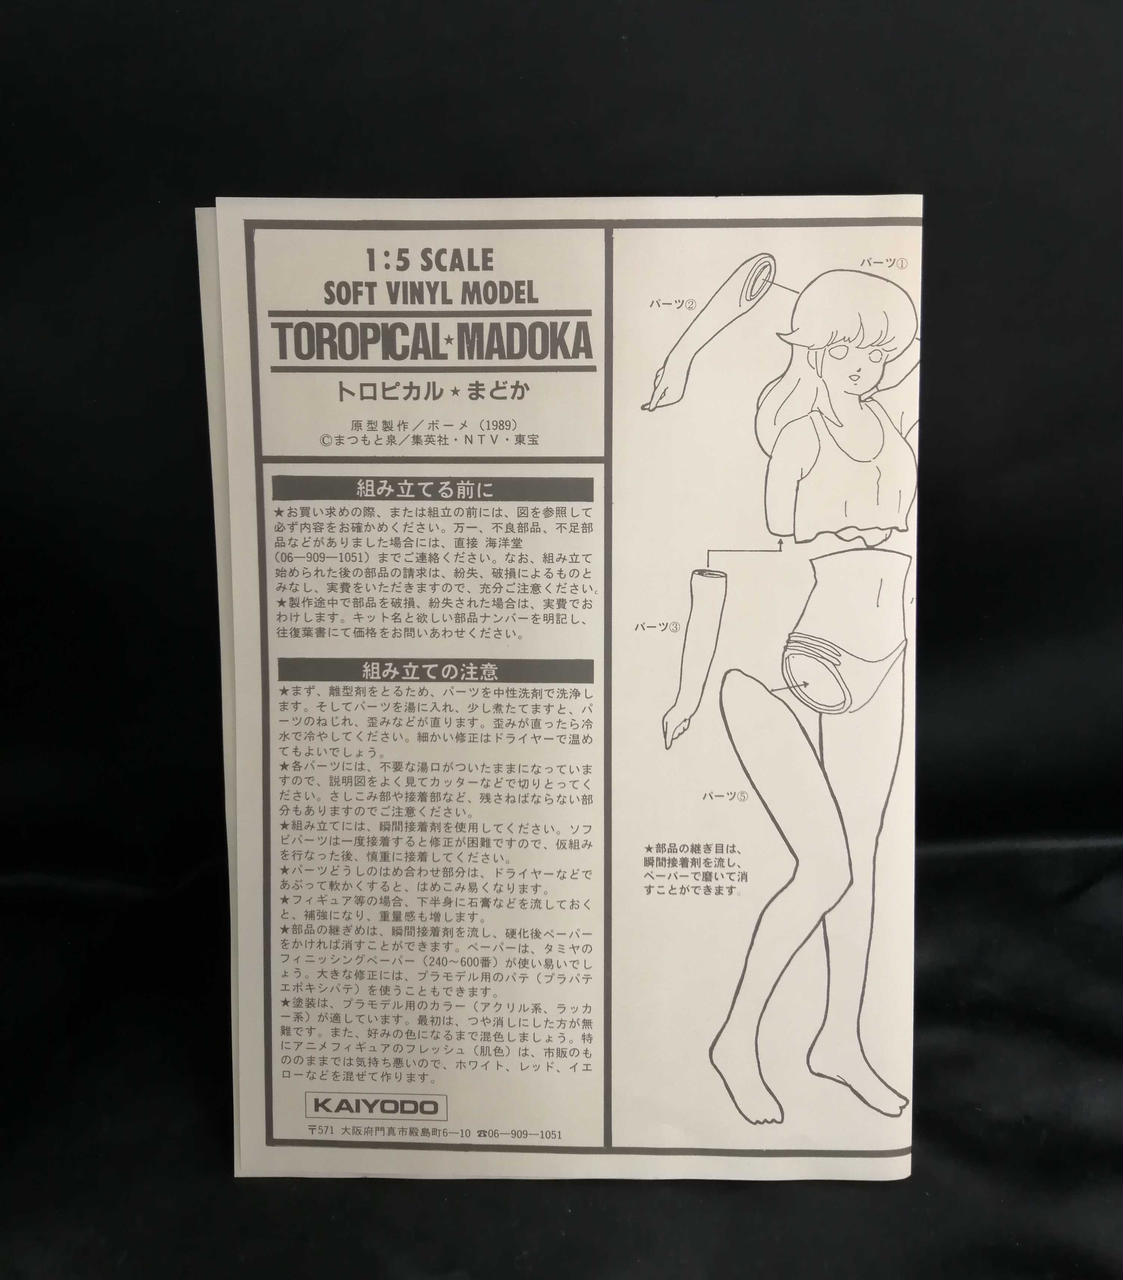 1:5 SCALE
SOFT VINYL MODEL
TOROPICAL★MADOKA
トロピカル★まどか
原型製作／ボーメ（1989）
©まつもと泉／集英社・NTV・東宝
組み立てる前に
★お買い求めの際、または組立の前には、図を参照して
必ず内容をお確かめください。万一、不良部品、不足部
品などがありました場合には、直接 海洋堂
（06—909—1051）までご連絡ください。なお、組み立て
始められた後の部品の請求は、紛失、破損によるものと
みなし、実費をいただきますので、充分ご注意ください。
★製作途中で部品を破損、紛失された場合は、実費でお
わけします。キット名と欲しい部品ナンバーを明記し、
往復葉書にて価格をお問いあわせください。
組み立ての注意
★まず、離型剤をとるため、パーツを中性洗剤で洗浄し
ます。そしてパーツを湯に入れ、少し煮たてますと、パ
ーツのねじれ、歪みなどが直ります。歪みが直ったら冷
水で冷やしてください。細かい修正はドライヤーで温め
てもよいでしょう。
★各パーツには、不要な湯口がついたままになっていま
すので、説明図をよく見てカッターなどで切りとってく
ださい。さしこみ部や接着部など、残さねばならない部
分もありますのでご注意ください。
★組み立てには、瞬間接着剤を使用してください。ソフ
ビパーツは一度接着すると修正が困難ですので、仮組み
を行なった後、慎重に接着してください。
★パーツどうしのはめ合わせ部分は、ドライヤーなどで
あぶって軟かくすると、はめこみ易くなります。
★フィギュア等の場合、下半身に石膏などを流しておく
と、補強になり、重量感も増します。
★部品の継ぎめは、瞬間接着剤を流し、硬化後ペーパー
をかければ消すことができます。ペーパーは、タミヤの
フィニッシングペーパー（240〜600番）が使い易いでし
ょう。大きな修正には、プラモデル用のパテ（プラパテ
エポキシパテ）を使うこともできます。
★塗装は、プラモデル用のカラー（アクリル系、ラッカ
ー系）が適しています。最初は、つや消しにした方が無
難です。また、好みの色になるまで混色しましょう。特
にアニメフィギュアのフレッシュ（肌色）は、市販のも
ののままでは気持ち悪いので、ホワイト、レッド、イエ
ローなどを混ぜて作ります。
KAIYODO
〒571 大阪府門真市殿島町6—10 ☎06—909—1051
パーツ①
パーツ②
パーツ③
パーツ⑤
★部品の継ぎ目は、
瞬間接着剤を流し、
ペーパーで磨いて消
すことができます。